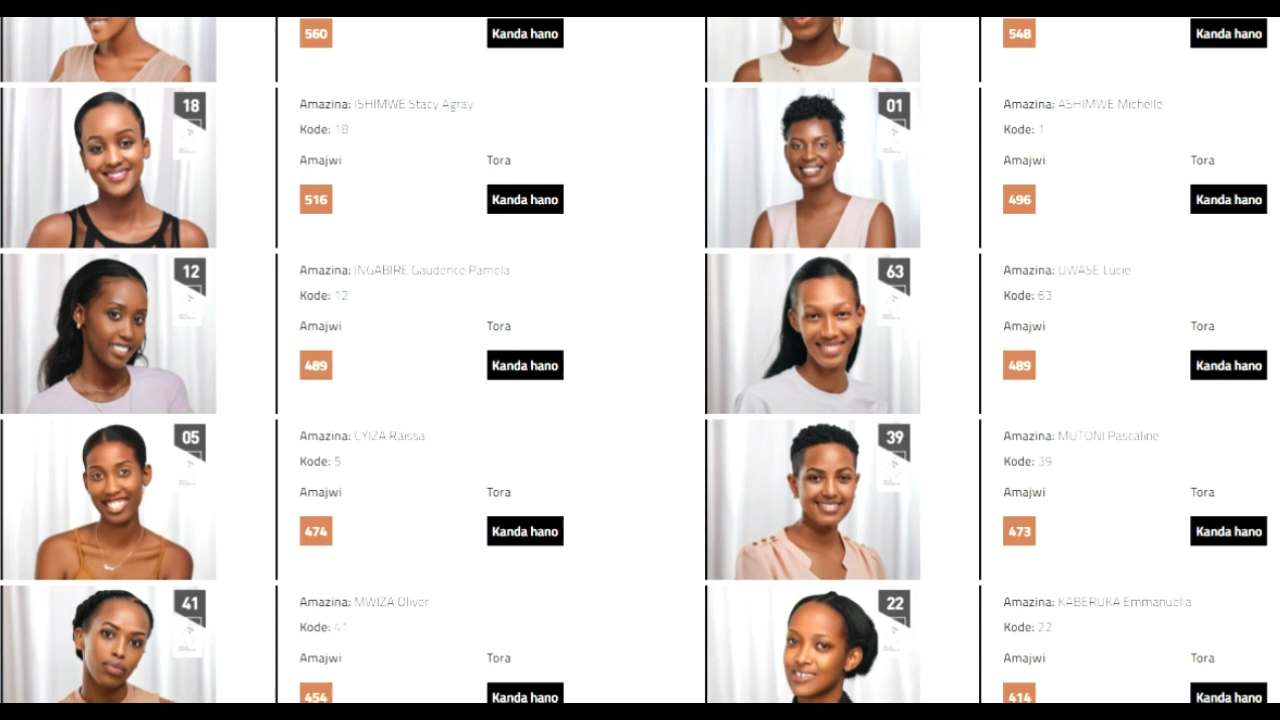 560 Kanda hano
548 Kanda hano
18
Amazina: ISHIMWE Stacy Agray
Kode: 18
Amajwi Tora
516 Kanda hano
01
Amazina: ASHIMWE Michelle
Kode: 1
Amajwi Tora
496 Kanda hano
12
Amazina: INGABIRE Gaudence Pamela
Kode: 12
Amajwi Tora
489 Kanda hano
63
Amazina: UWASE Lucie
Kode: 63
Amajwi Tora
489 Kanda hano
05
Amazina: CYIZA Raissa
Kode: 5
Amajwi Tora
474 Kanda hano
39
Amazina: MUTONI Pascaline
Kode: 39
Amajwi Tora
473 Kanda hano
41
Amazina: MWIZA Oliver
Kode: 41
Amajwi Tora
454 Kanda hano
22
Amazina: KABERUKA Emmanuella
Kode: 22
Amajwi Tora
414 Kanda hano